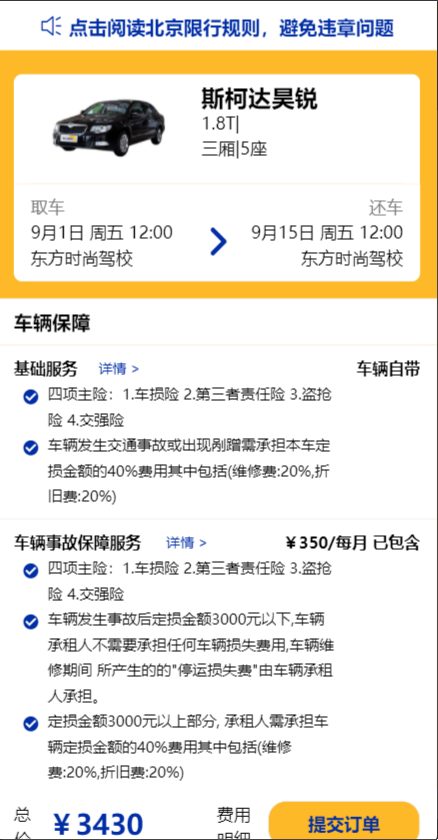 点击阅读北京限行规则，避免违章问题
斯柯达昊锐
1.8T|
三厢|5座
取车
还车
9月1日 周五 12:00
9月15日 周五 12:00
东方时尚驾校
东方时尚驾校
车辆保障
基础服务 详情 >
车辆自带
四项主险：1.车损险 2.第三者责任险 3.盗抢
险 4.交强险
车辆发生交通事故或出现剐蹭需承担本车定
损金额的40%费用其中包括(维修费:20%,折
旧费:20%)
车辆事故保障服务 详情 >
￥350/每月 已包含
四项主险：1.车损险 2.第三者责任险 3.盗抢
险 4.交强险
车辆发生事故后定损金额3000元以下,车辆
承租人不需要承担任何车辆损失费用,车辆维
修期间 所产生的的"停运损失费"由车辆承租
人承担。
定损金额3000元以上部分, 承租人需承担车
辆定损金额的40%费用其中包括(维修
费:20%,折旧费:20%)
总
价
￥3430
费用
明细
提交订单